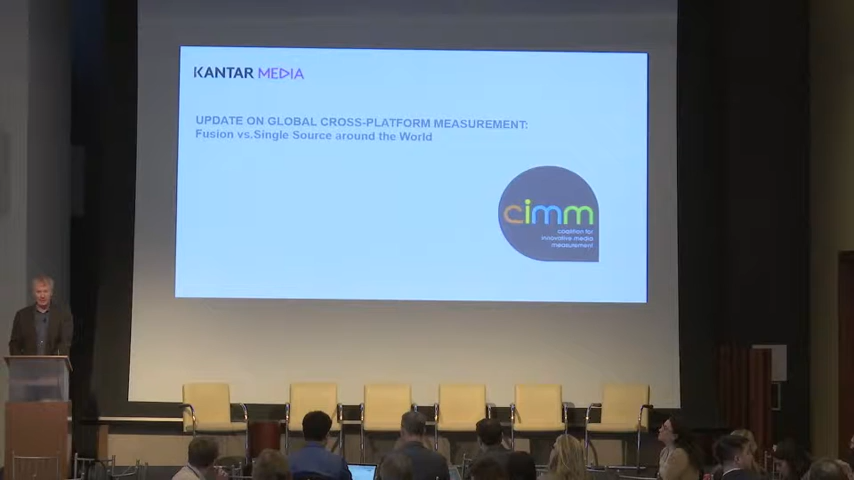 KANTAR MEDIA
UPDATE ON GLOBAL CROSS-PLATFORM MEASUREMENT:
Fusion vs.Single Source around the World
cimm
coalition for
innovative media
measurement